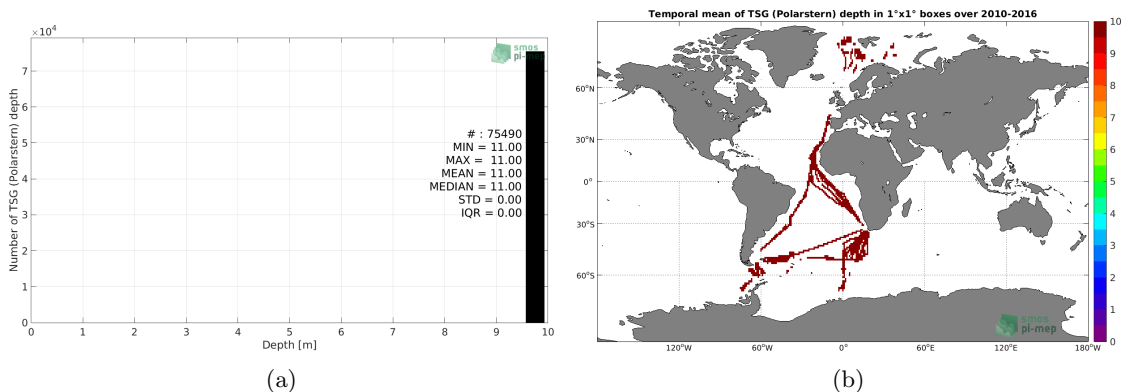 ×10⁴
7
6
5
4
3
2
1
0
Number of TSG (Polarstern) depth
smos
pi-mep
# : 75490
MIN = 11.00
MAX = 11.00
MEAN = 11.00
MEDIAN = 11.00
STD = 0.00
IQR = 0.00
0 1 2 3 4 5 6 7 8 9 10
Depth [m]
(a)
Temporal mean of TSG (Polarstern) depth in 1°x1° boxes over 2010-2016
60°N
30°N
0°
30°S
60°S
120°W 60°W 0° 60°E 120°E 180°W
smos
pi-mep
10
9
8
7
6
5
4
3
2
1
0
(b)